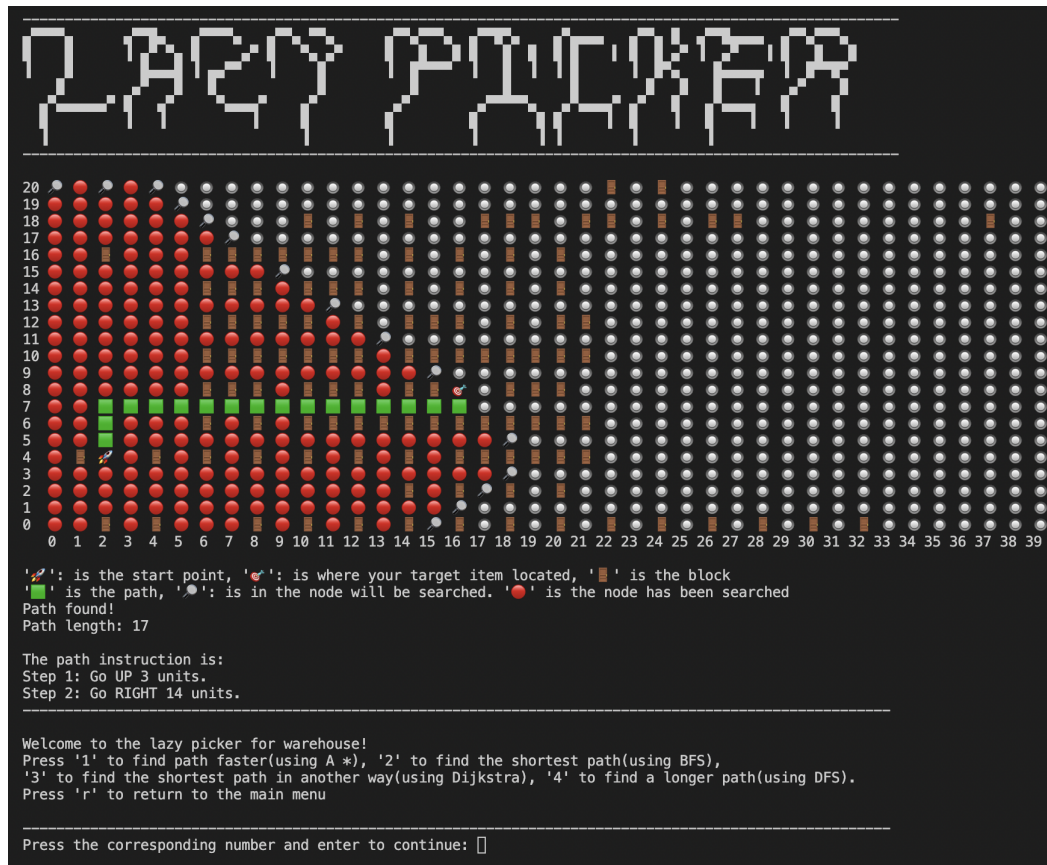 LAZY PICKER
20
19
18
17
16
15
14
13
12
11
10
9
8
7
6
5
4
3
2
1
0
0 1 2 3 4 5 6 7 8 9 10 11 12 13 14 15 16 17 18 19 20 21 22 23 24 25 26 27 28 29 30 31 32 33 34 35 36 37 38 39
'🚀': is the start point, '🎯': is where your target item located, '🚪' is the block
'🟩' is the path, '🔎': is in the node will be searched. '🔴' is the node has been searched
Path found!
Path length: 17
The path instruction is:
Step 1: Go UP 3 units.
Step 2: Go RIGHT 14 units.
Welcome to the lazy picker for warehouse!
Press '1' to find path faster(using A *), '2' to find the shortest path(using BFS),
'3' to find the shortest path in another way(using Dijkstra), '4' to find a longer path(using DFS).
Press 'r' to return to the main menu
Press the corresponding number and enter to continue: